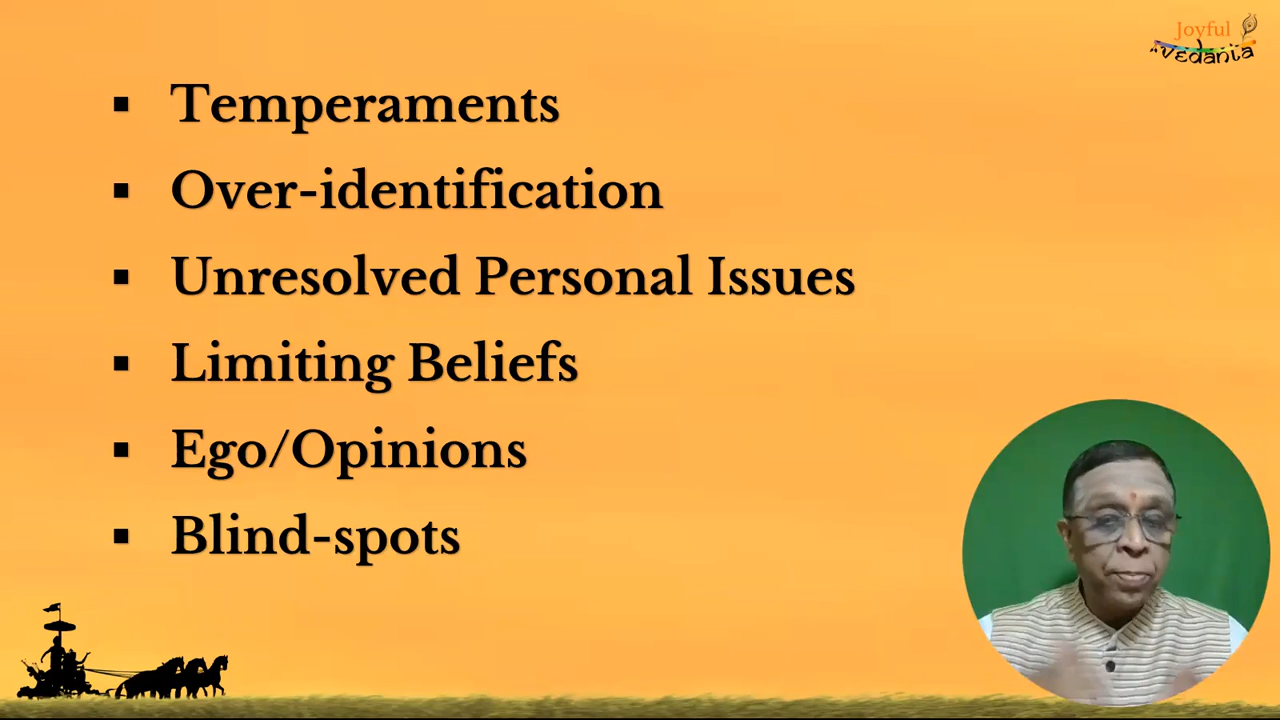 Joyful
Vedanta
Temperaments
Over-identification
Unresolved Personal Issues
Limiting Beliefs
Ego/Opinions
Blind-spots